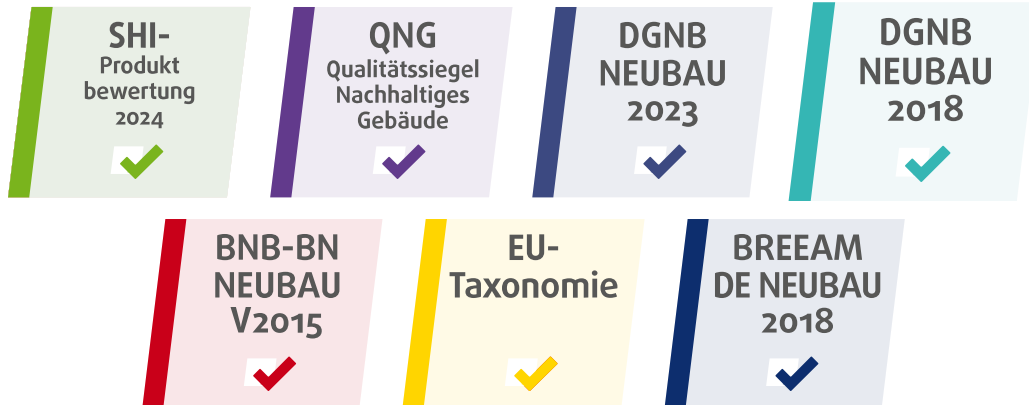 SHI-
Produkt
bewertung
2024
QNG
Qualitätssiegel
Nachhaltiges
Gebäude
DGNB
NEUBAU
2023
DGNB
NEUBAU
2018
BNB-BN
NEUBAU
V2015
EU-
Taxonomie
BREEAM
DE NEUBAU
2018